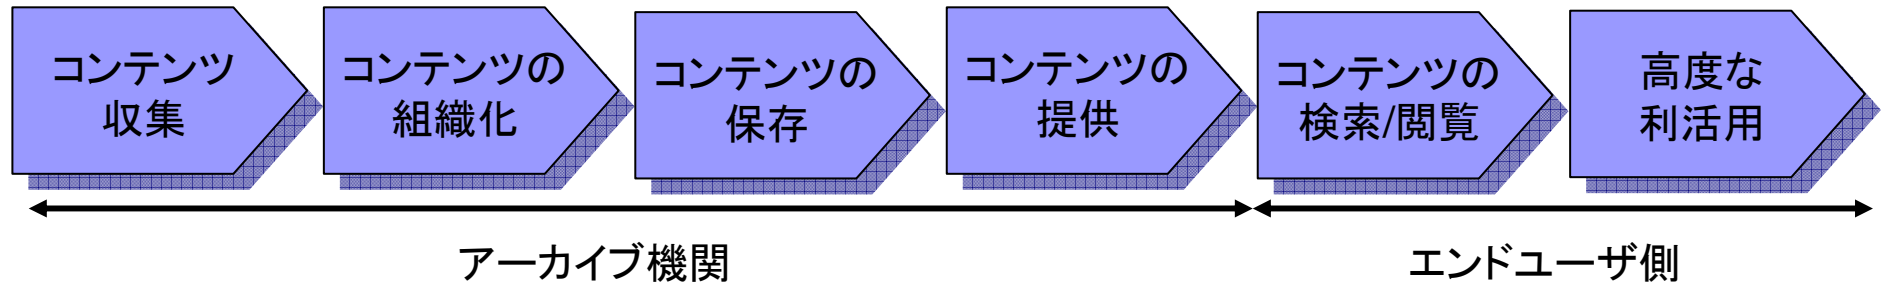 コンテンツ
収集
コンテンツの
組織化
コンテンツの
保存
コンテンツの
提供
コンテンツの
検索/閲覧
高度な
利活用
アーカイブ機関
エンドユーザ側